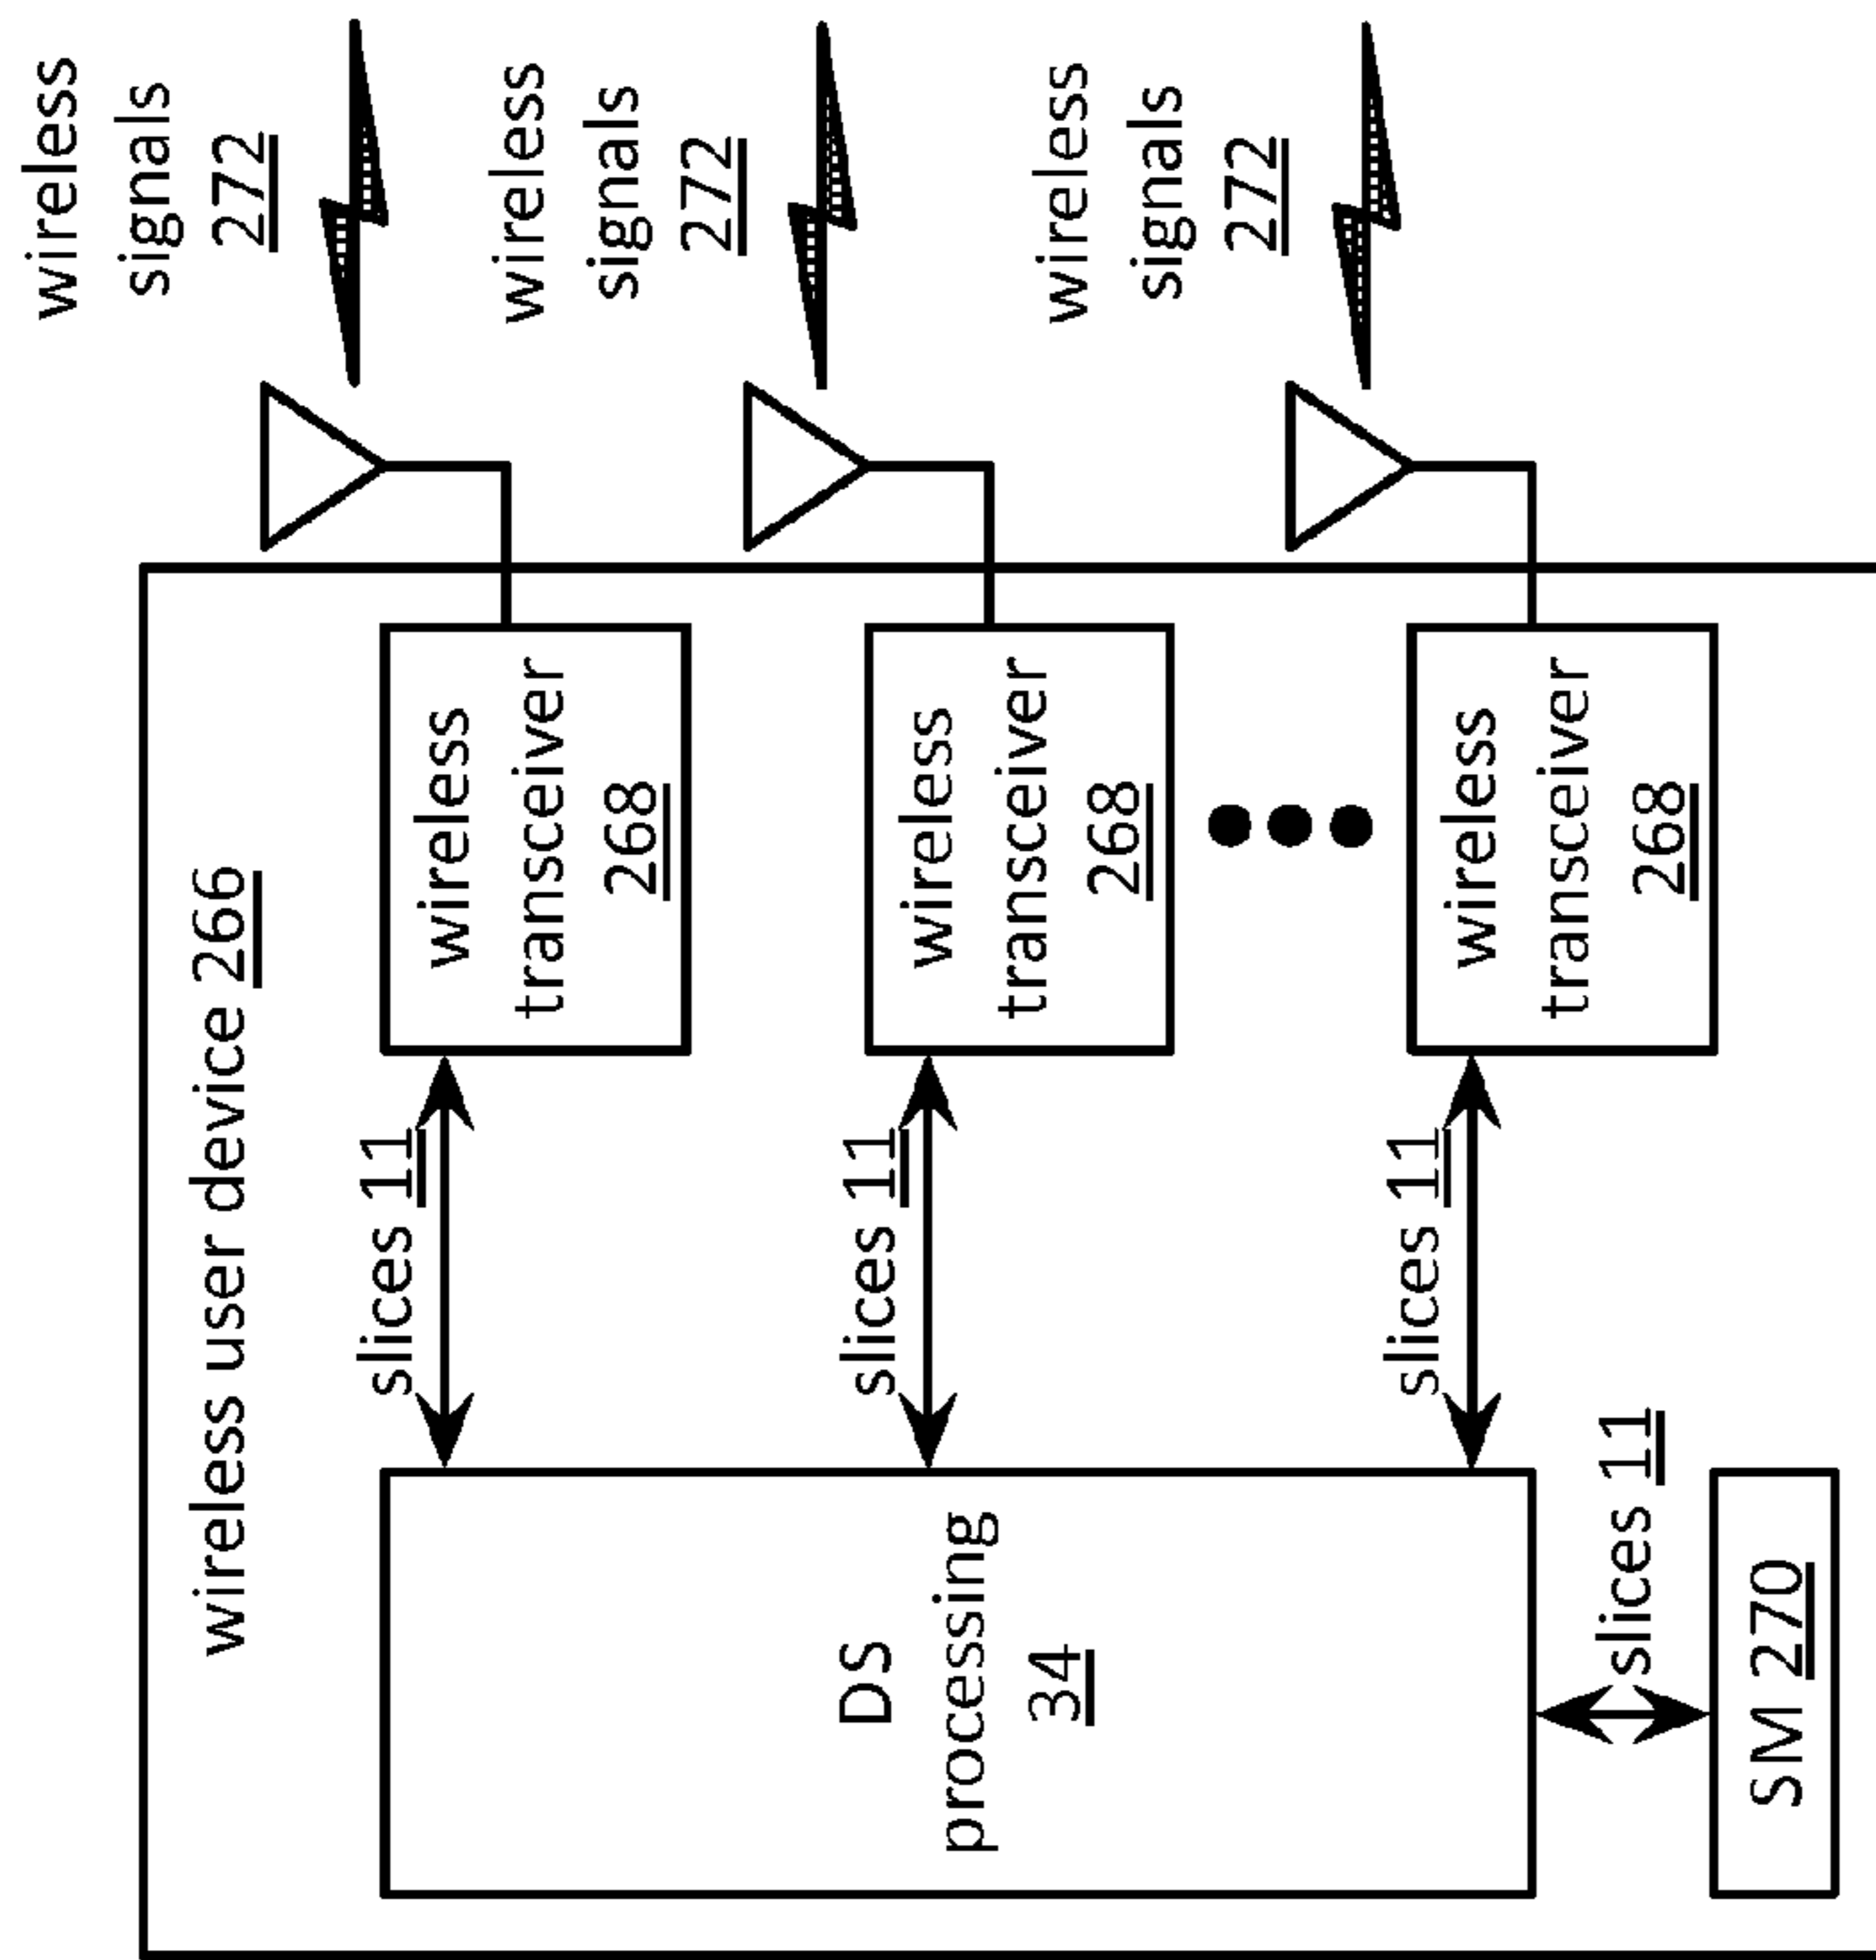 wireless user device 266
DS
processing
34
slices 11
slices 11
slices 11
slices 11
SM 270
wireless
transceiver
268
wireless
transceiver
268
wireless
transceiver
268
wireless
signals
272
wireless
signals
272
wireless
signals
272